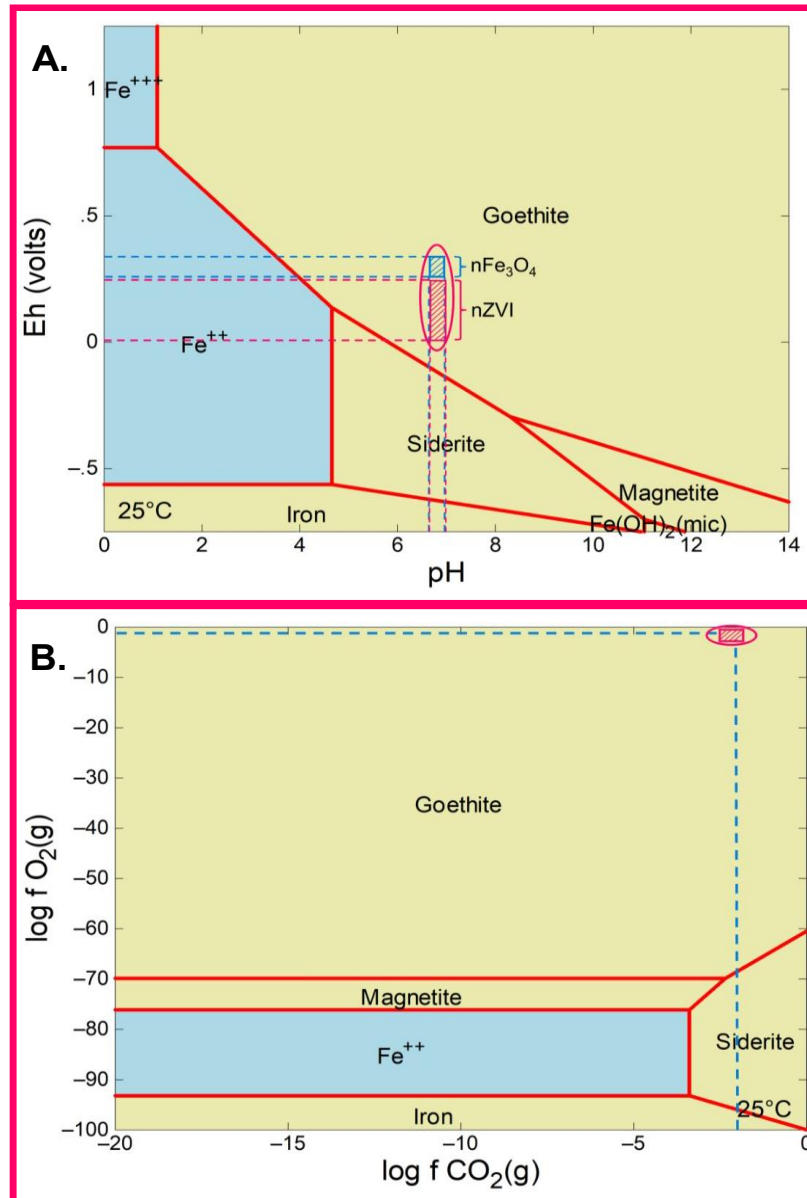 A.
Fe+++
1
Goethite
.5
nFe3O4
nZVI
Eh (volts)
0
Fe++
Siderite
–.5
Magnetite
25°C
Iron
Fe(OH)2(mic)
0 2 4 6 8 10 12 14
pH
B.
0
–10
–20
–30
Goethite
–40
log f O2(g)
–50
–60
–70
Magnetite
–80
Fe++
Siderite
–90
25°C
Iron
–100
–20 –15 –10 –5 0
log f CO2(g)